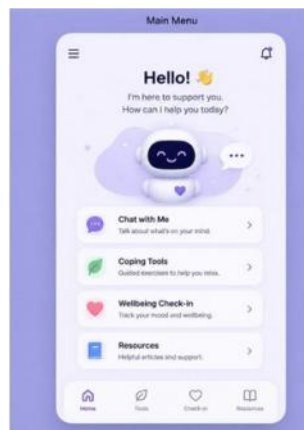 Main Menu
Hello! 👋
I'm here to support you.
How can I help you today?
Chat with Me
Talk about what's on your mind.
Coping Tools
Guided exercises to help you relax.
Wellbeing Check-in
Track your mood and wellbeing.
Resources
Helpful articles and support.
Home
Tools
Check-in
Resources